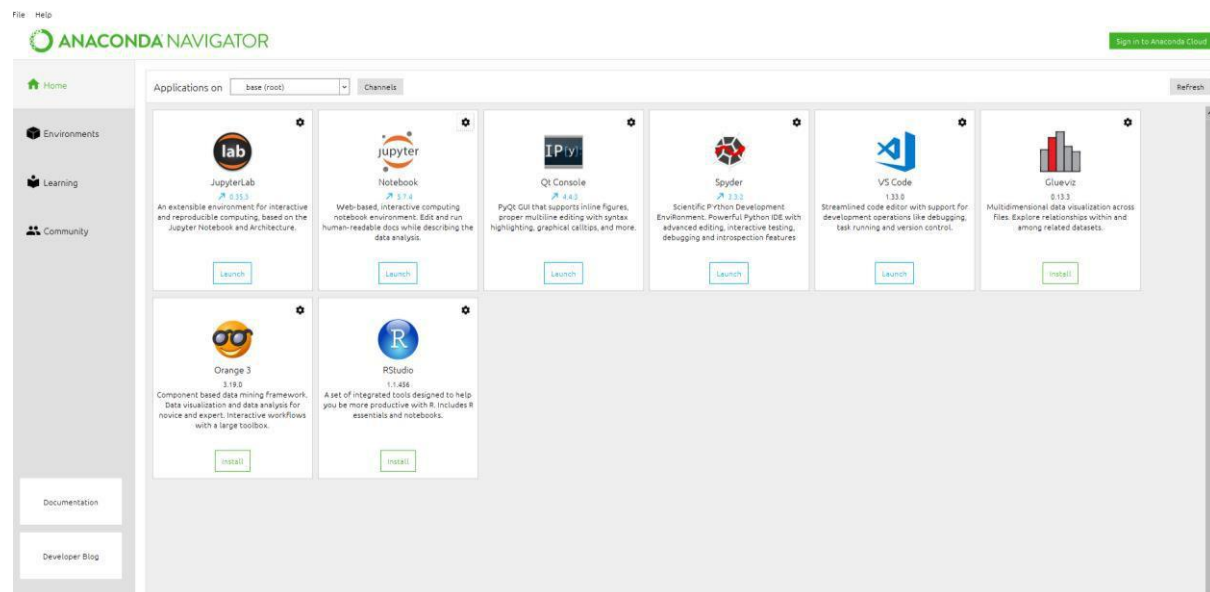 File Help
ANACONDA NAVIGATOR
Sign in to Anaconda Cloud
Home
Environments
Learning
Community
Documentation
Developer Blog
Applications on base (root) Channels Refresh
lab
JupyterLab
0.35.3
An extensible environment for interactive
and reproducible computing, based on the
Jupyter Notebook and Architecture.
Launch
jupyter
Notebook
5.7.4
Web-based, interactive computing
notebook environment. Edit and run
human-readable docs while describing the
data analysis.
Launch
IP[y]:
Qt Console
4.4.2
PyQt GUI that supports inline figures,
proper multiline editing with syntax
highlighting, graphical calltips, and more.
Launch
Spyder
3.3.2
Scientific PYthon Development
EnviRonment. Powerful Python IDE with
advanced editing, interactive testing,
debugging and introspection features
Launch
VS Code
1.33.0
Streamlined code editor with support for
development operations like debugging,
task running and version control.
Launch
Glueviz
0.13.3
Multidimensional data visualization across
files. Explore relationships within and
among related datasets.
Install
Orange 3
3.19.0
Component based data mining framework.
Data visualization and data analysis for
novice and expert. Interactive workflows
with a large toolbox.
Install
R
RStudio
1.1.456
A set of integrated tools designed to help
you be more productive with R. Includes R
essentials and notebooks.
Install